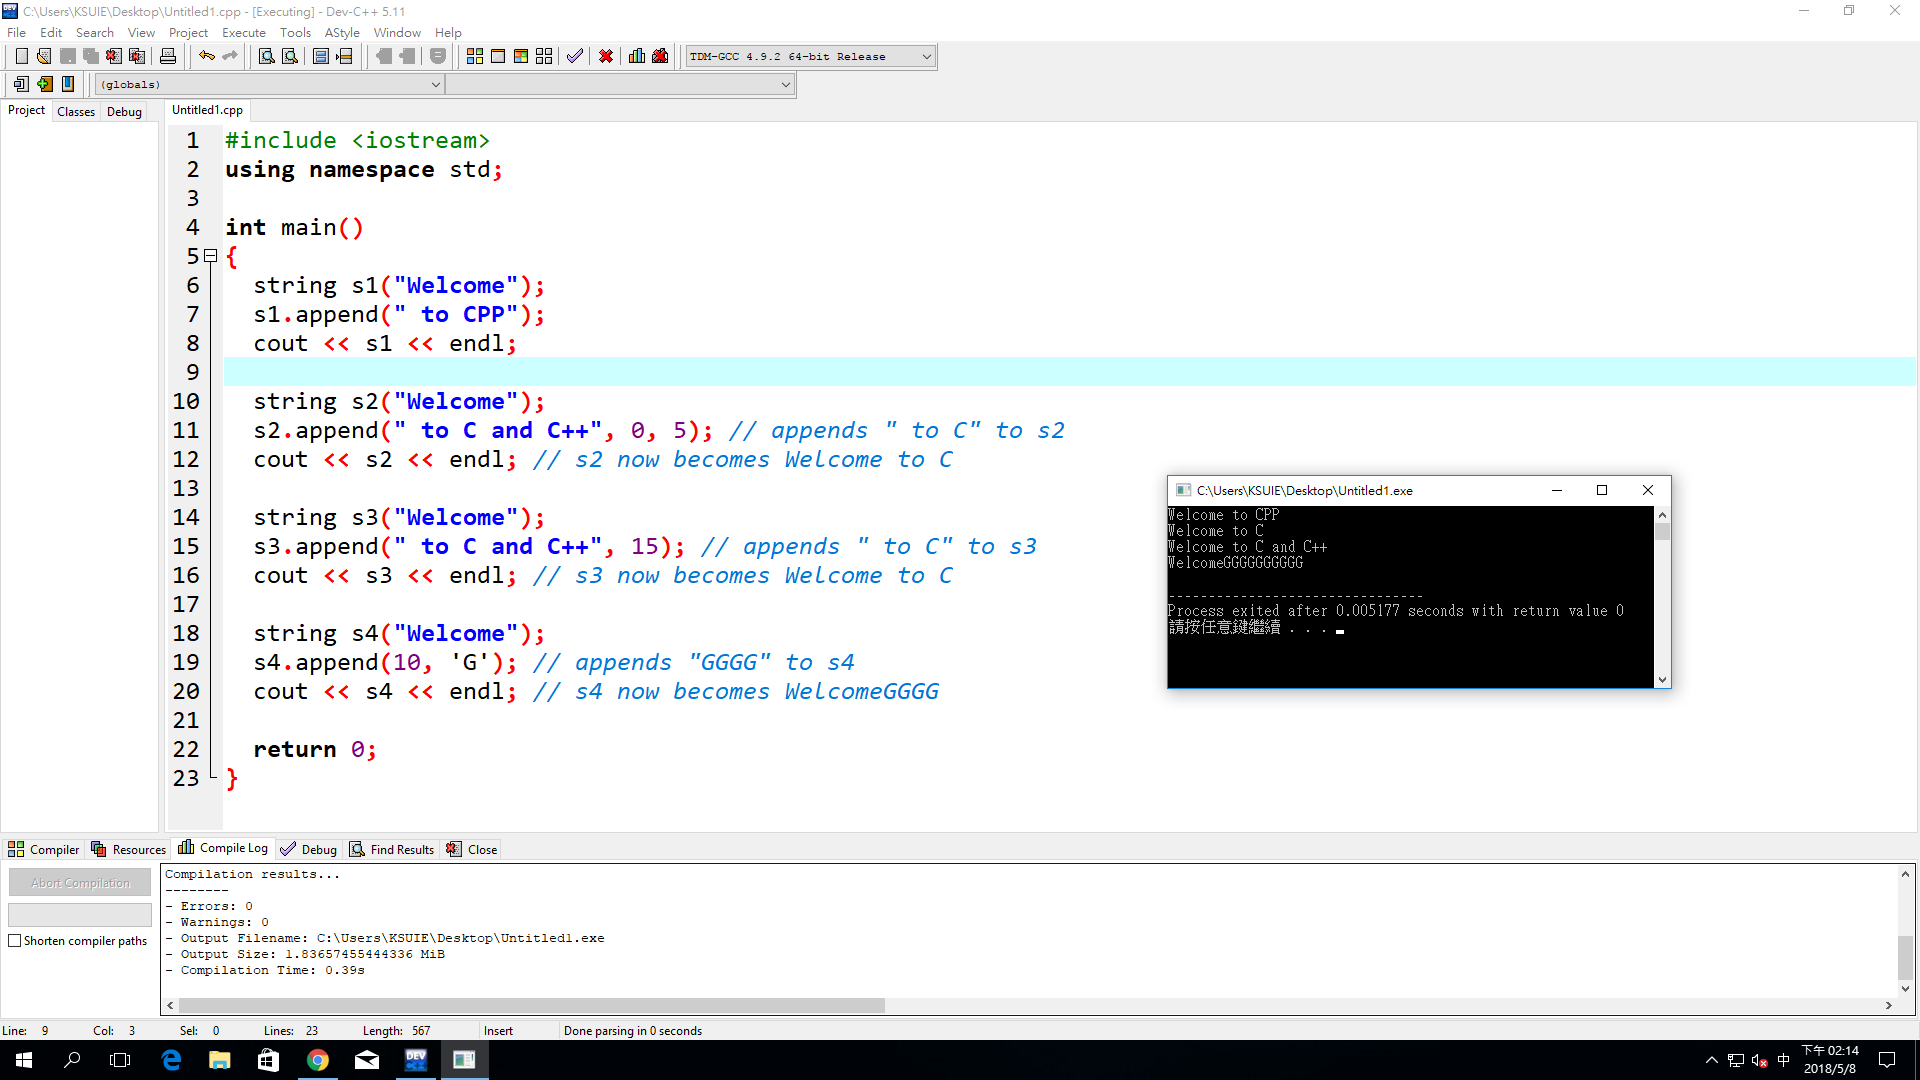 C:\Users\KSUIE\Desktop\Untitled1.cpp - [Executing] - Dev-C++ 5.11
File Edit Search View Project Execute Tools AStyle Window Help
TDM-GCC 4.9.2 64-bit Release
(globals)
Project Classes Debug Untitled1.cpp
1 #include <iostream>
2 using namespace std;
3
4 int main()
5 {
6 string s1("Welcome");
7 s1.append(" to CPP");
8 cout << s1 << endl;
9
10 string s2("Welcome");
11 s2.append(" to C and C++", 0, 5); // appends " to C" to s2
12 cout << s2 << endl; // s2 now becomes Welcome to C
13
14 string s3("Welcome");
15 s3.append(" to C and C++", 15); // appends " to C" to s3
16 cout << s3 << endl; // s3 now becomes Welcome to C
17
18 string s4("Welcome");
19 s4.append(10, 'G'); // appends "GGGG" to s4
20 cout << s4 << endl; // s4 now becomes WelcomeGGGG
21
22 return 0;
23 }
C:\Users\KSUIE\Desktop\Untitled1.exe
Welcome to CPP
Welcome to C
Welcome to C and C++
WelcomeGGGGGGGGGG
--------------------------------
Process exited after 0.005177 seconds with return value 0
請按任意鍵繼續 . . .
Compiler Resources Compile Log Debug Find Results Close
Abort Compilation
Shorten compiler paths
Compilation results...
--------
- Errors: 0
- Warnings: 0
- Output Filename: C:\Users\KSUIE\Desktop\Untitled1.exe
- Output Size: 1.83657455444336 MiB
- Compilation Time: 0.39s
Line: 9 Col: 3 Sel: 0 Lines: 23 Length: 567 Insert Done parsing in 0 seconds
DEV
中
下午 02:14
2018/5/8